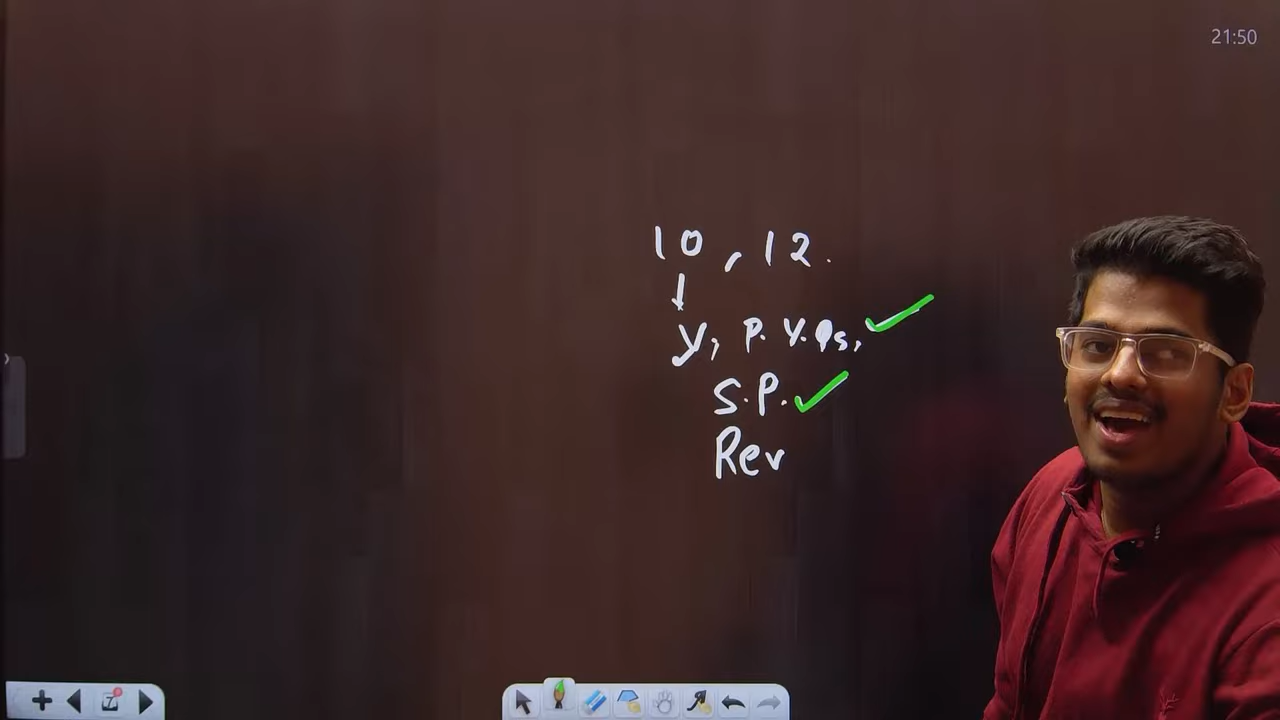 21:50
10, 12.
y, P. Y. Qs,
S. P.
Rev